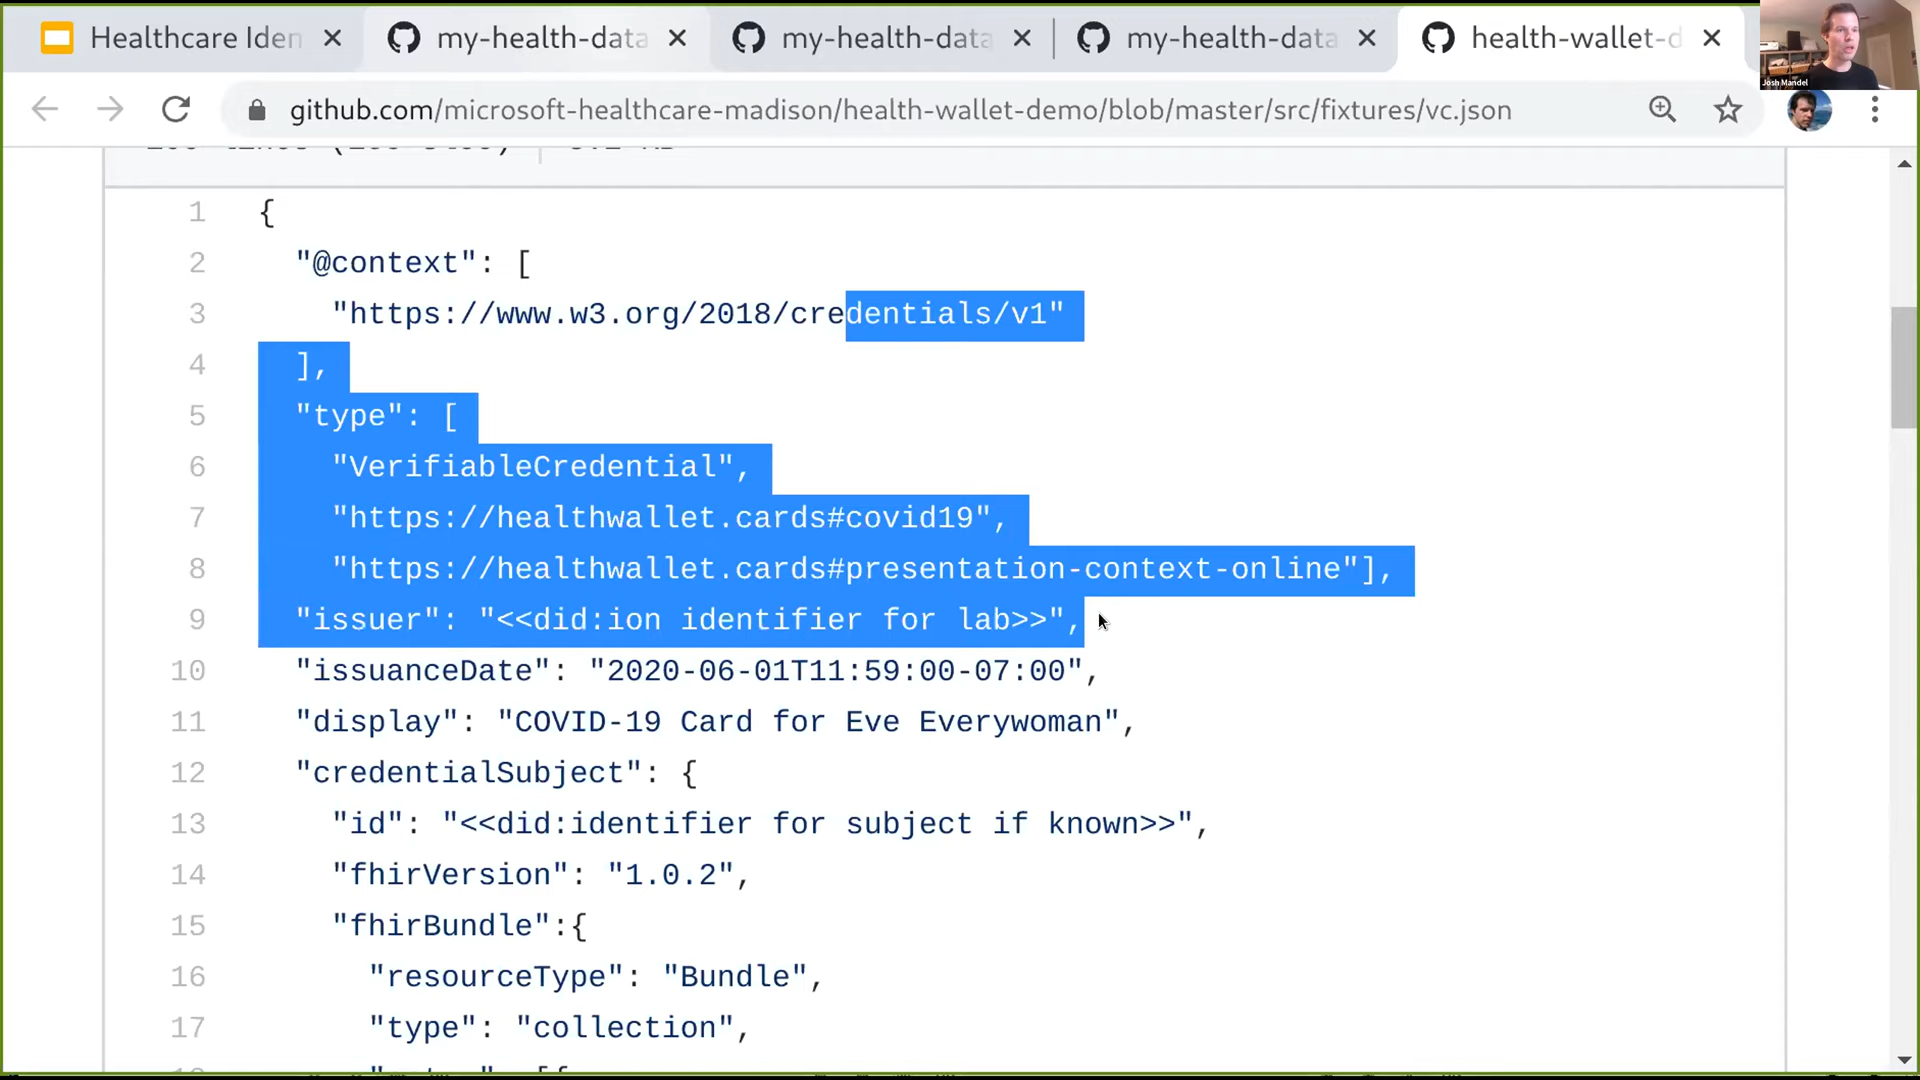 Healthcare Iden
my-health-data
my-health-data
my-health-data
health-wallet-d
Josh Mandel
github.com/microsoft-healthcare-madison/health-wallet-demo/blob/master/src/fixtures/vc.json
1 {
2 "@context": [
3 "https://www.w3.org/2018/credentials/v1"
4 ],
5 "type": [
6 "VerifiableCredential",
7 "https://healthwallet.cards#covid19",
8 "https://healthwallet.cards#presentation-context-online"],
9 "issuer": "<<did:ion identifier for lab>>",
10 "issuanceDate": "2020-06-01T11:59:00-07:00",
11 "display": "COVID-19 Card for Eve Everywoman",
12 "credentialSubject": {
13 "id": "<<did:identifier for subject if known>>",
14 "fhirVersion": "1.0.2",
15 "fhirBundle":{
16 "resourceType": "Bundle",
17 "type": "collection",